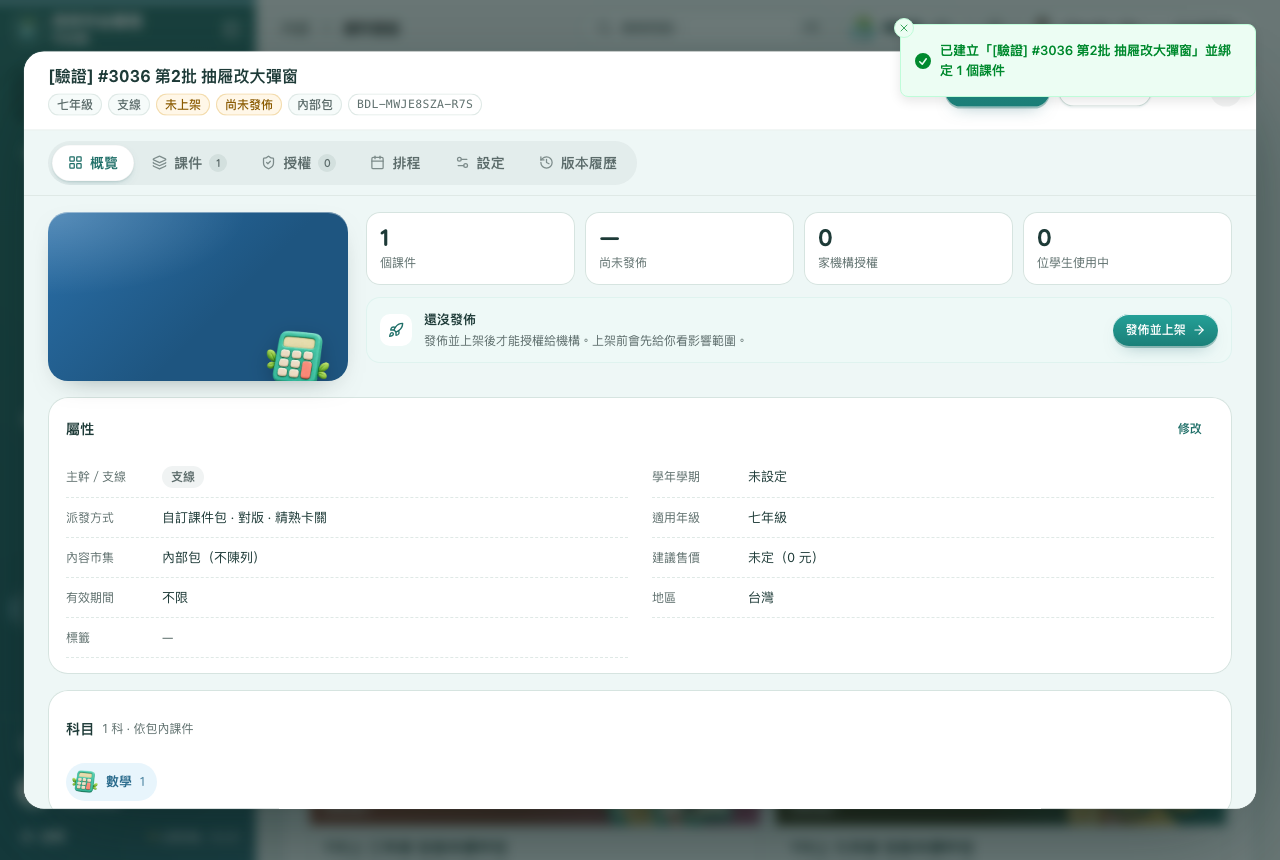 [驗證] #3036 第2批 抽屜改大彈窗
七年級 支線 未上架 尚未發佈 內部包 BDL-MWJE8SZA-R7S
已建立「[驗證] #3036 第2批 抽屜改大彈窗」並綁
定 1 個課件
概覽 課件 1 授權 0 排程 設定 版本履歷
1
個課件
—
尚未發佈
0
家機構授權
0
位學生使用中
還沒發佈
發佈並上架後才能授權給機構。上架前會先給你看影響範圍。
發佈並上架
屬性
修改
主幹 / 支線 支線
學年學期 未設定
派發方式 自訂課件包 · 對版 · 精熟卡關
適用年級 七年級
內容市集 內部包（不陳列）
建議售價 未定（0 元）
有效期間 不限
地區 台灣
標籤 —
科目 1 科 · 依包內課件
數學 1